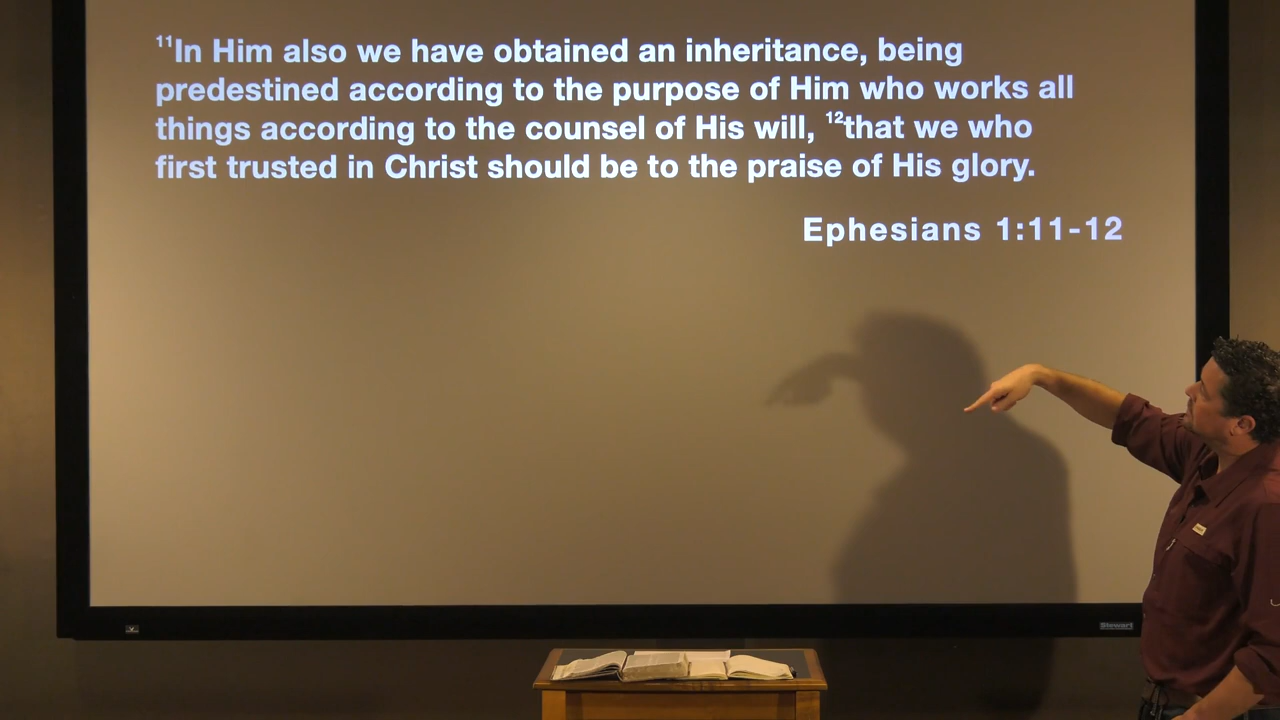 ¹¹In Him also we have obtained an inheritance, being
predestined according to the purpose of Him who works all
things according to the counsel of His will, ¹²that we who
first trusted in Christ should be to the praise of His glory.
Ephesians 1:11-12
Stewart